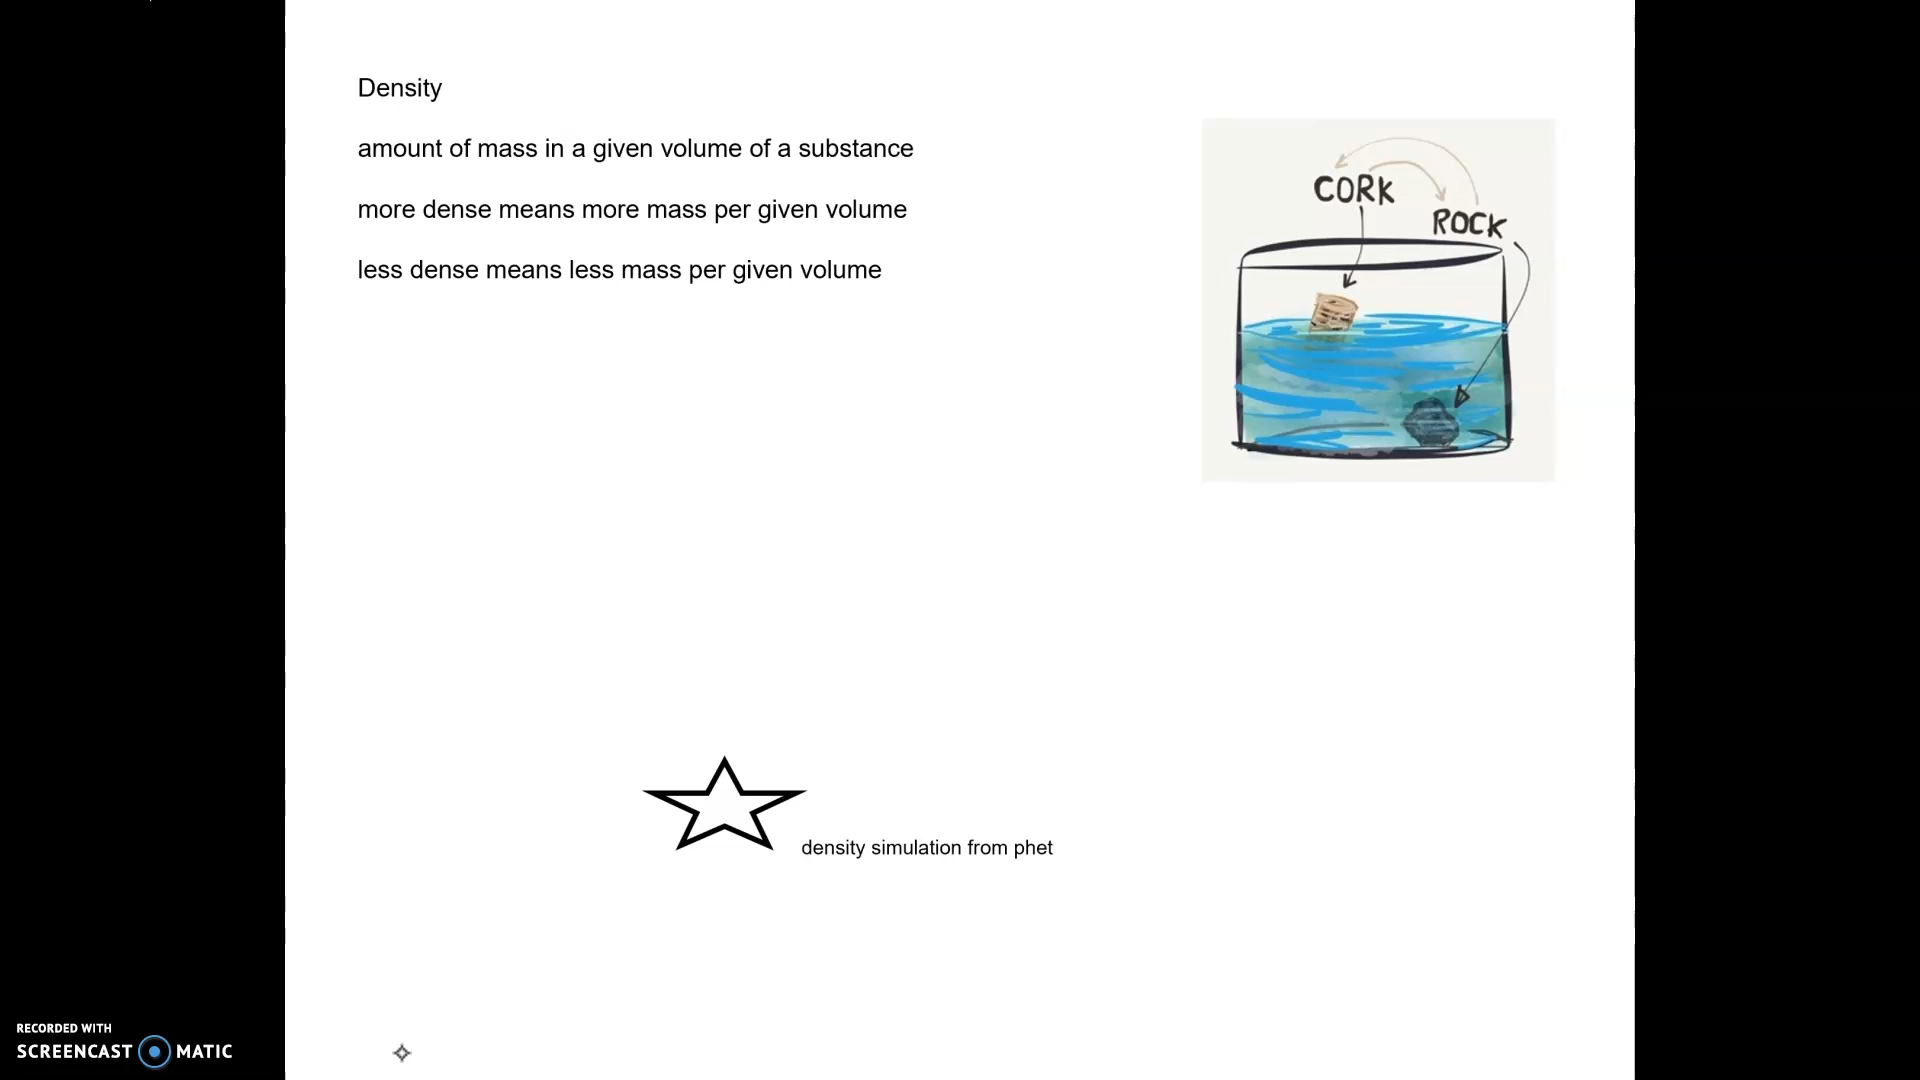 Density
amount of mass in a given volume of a substance
more dense means more mass per given volume
less dense means less mass per given volume
CORK
ROCK
density simulation from phet
RECORDED WITH
SCREENCAST MATIC